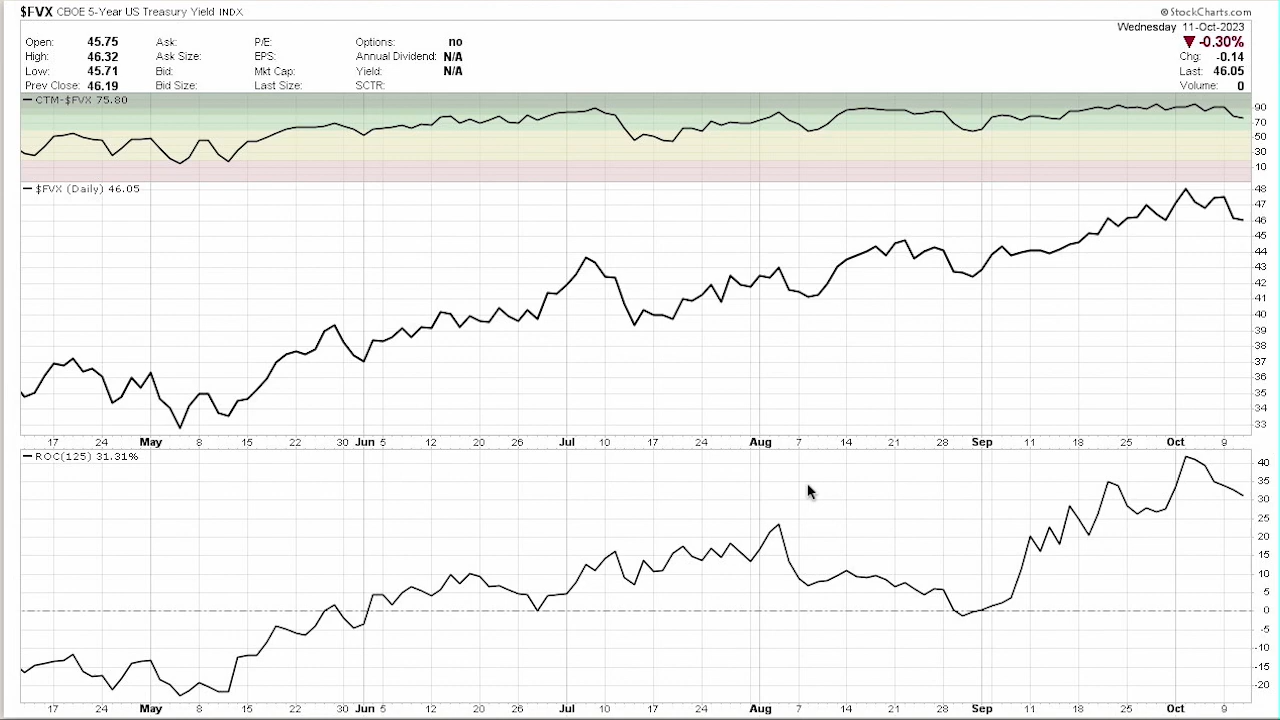 $FVX CBOE 5-Year US Treasury Yield INDX
@StockCharts.com
Wednesday 11-Oct-2023
Open: 45.75 Ask: P/E: Options: no ▼ -0.30%
High: 46.32 Ask Size: EPS: Annual Dividend: N/A Chg: -0.14
Low: 45.71 Bid: Mkt Cap: Yield: N/A Last: 46.05
Prev Close: 46.19 Bid Size: Last Size: SCTR: Volume: 0
CTM-$FVX 75.80
90
70
50
30
10
$FVX (Daily) 46.05
48
47
46
45
44
43
42
41
40
39
38
37
36
35
34
33
17 24 May 8 15 22 30 Jun 5 12 20 26 Jul 10 17 24 Aug 7 14 21 28 Sep 11 18 25 Oct 9
ROC(125) 31.31%
40
35
30
25
20
15
10
5
0
-5
-10
-15
-20
17 24 May 8 15 22 30 Jun 5 12 20 26 Jul 10 17 24 Aug 7 14 21 28 Sep 11 18 25 Oct 9